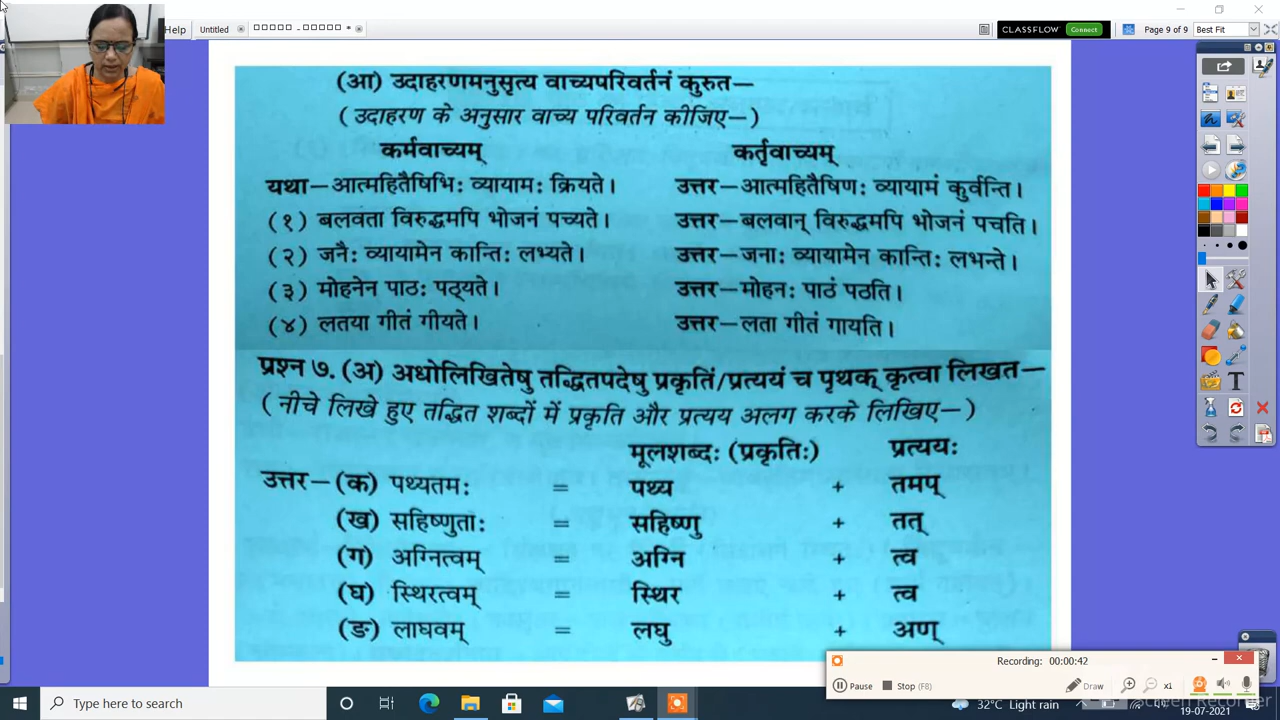 Help Untitled CLASSFLOW Connect Page 9 of 9 Best Fit
(आ) उदाहरणमनुसृत्य वाच्यपरिवर्तनं कुरुत—
(उदाहरण के अनुसार वाच्य परिवर्तन कीजिए—)
कर्मवाच्यम् कर्तृवाच्यम्
यथा—आत्महितैषिभिः व्यायामः क्रियते। उत्तर—आत्महितैषिणः व्यायामं कुर्वन्ति।
(१) बलवता विरुद्धमपि भोजनं पच्यते। उत्तर—बलवान् विरुद्धमपि भोजनं पचति।
(२) जनैः व्यायामेन कान्तिः लभ्यते। उत्तर—जनाः व्यायामेन कान्तिः लभन्ते।
(३) मोहनेन पाठः पठ्यते। उत्तर—मोहनः पाठं पठति।
(४) लतया गीतं गीयते। उत्तर—लता गीतं गायति।
प्रश्न ७. (अ) अधोलिखितेषु तद्धितपदेषु प्रकृतिं/प्रत्ययं च पृथक् कृत्वा लिखत—
(नीचे लिखे हुए तद्धित शब्दों में प्रकृति और प्रत्यय अलग करके लिखिए—)
मूलशब्दः (प्रकृतिः) प्रत्ययः
उत्तर—(क) पथ्यतमः = पथ्य + तमप्
(ख) सहिष्णुताः = सहिष्णु + तत्
(ग) अग्नित्वम् = अग्नि + त्व
(घ) स्थिरत्वम् = स्थिर + त्व
(ङ) लाघवम् = लघु + अण्
Recording: 00:00:42
Pause Stop (F8) Draw x1
Screen Recorder
Type here to search 32°C Light rain
19-07-2021